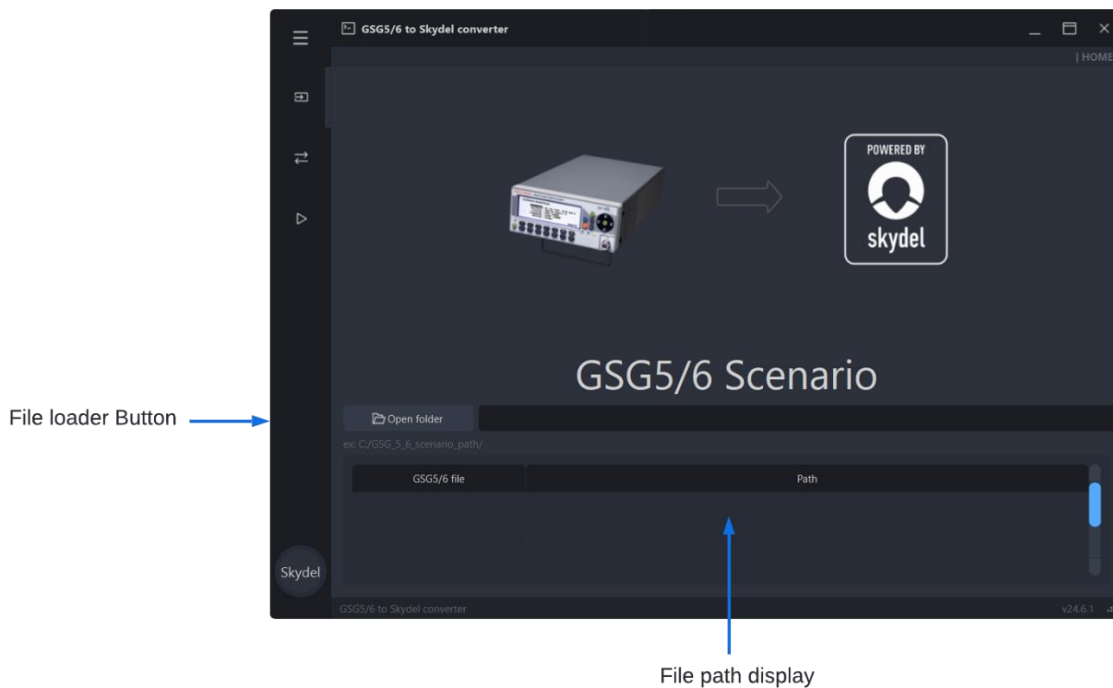 GSG5/6 to Skydel converter
| HOME
POWERED BY
skydel
GSG5/6 Scenario
File loader Button
Open folder
ex: C:/GSG_5_6_scenario_path/
GSG5/6 file Path
Skydel
GSG5/6 to Skydel converter v24.6.1
File path display